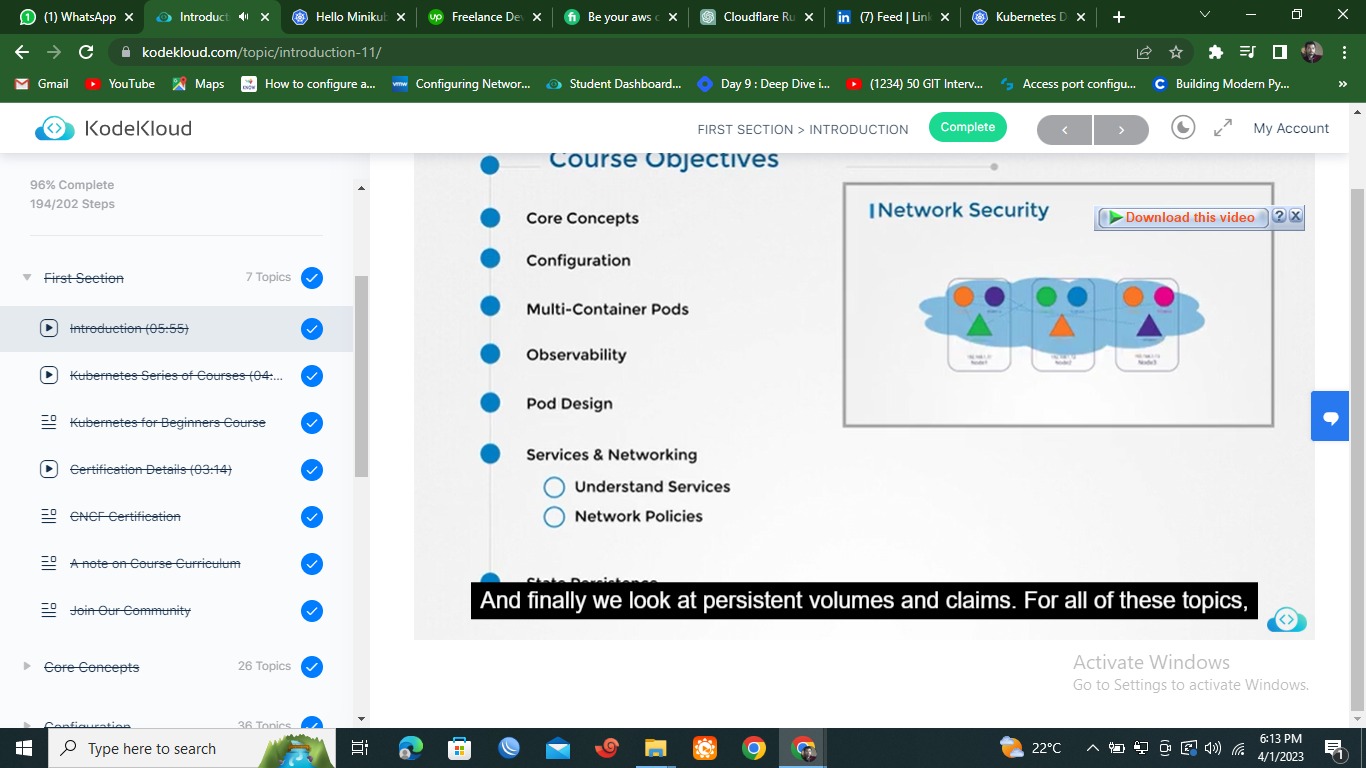 (1) WhatsApp
Introduct
Hello Minikub
Freelance Dev
Be your aws c
Cloudflare Ru
(7) Feed | Link
Kubernetes D
kodekloud.com/topic/introduction-11/
Gmail
YouTube
Maps
How to configure a...
Configuring Networ...
Student Dashboard...
Day 9 : Deep Dive i...
(1234) 50 GIT Interv...
Access port configu...
Building Modern Py...
»
KodeKloud
FIRST SECTION > INTRODUCTION
Complete
My Account
96% Complete
194/202 Steps
First Section
7 Topics
Introduction (05:55)
Kubernetes Series of Courses (04:...
Kubernetes for Beginners Course
Certification Details (03:14)
CNCF Certification
A note on Course Curriculum
Join Our Community
Core Concepts
26 Topics
Configuration
36 Topics
Course Objectives
Core Concepts
Configuration
Multi-Container Pods
Observability
Pod Design
Services & Networking
Understand Services
Network Policies
State Persistence
Network Security
Download this video
?
X
Node1
Node2
Node3
And finally we look at persistent volumes and claims. For all of these topics,
Activate Windows
Go to Settings to activate Windows.
Type here to search
22°C
6:13 PM
4/1/2023
1